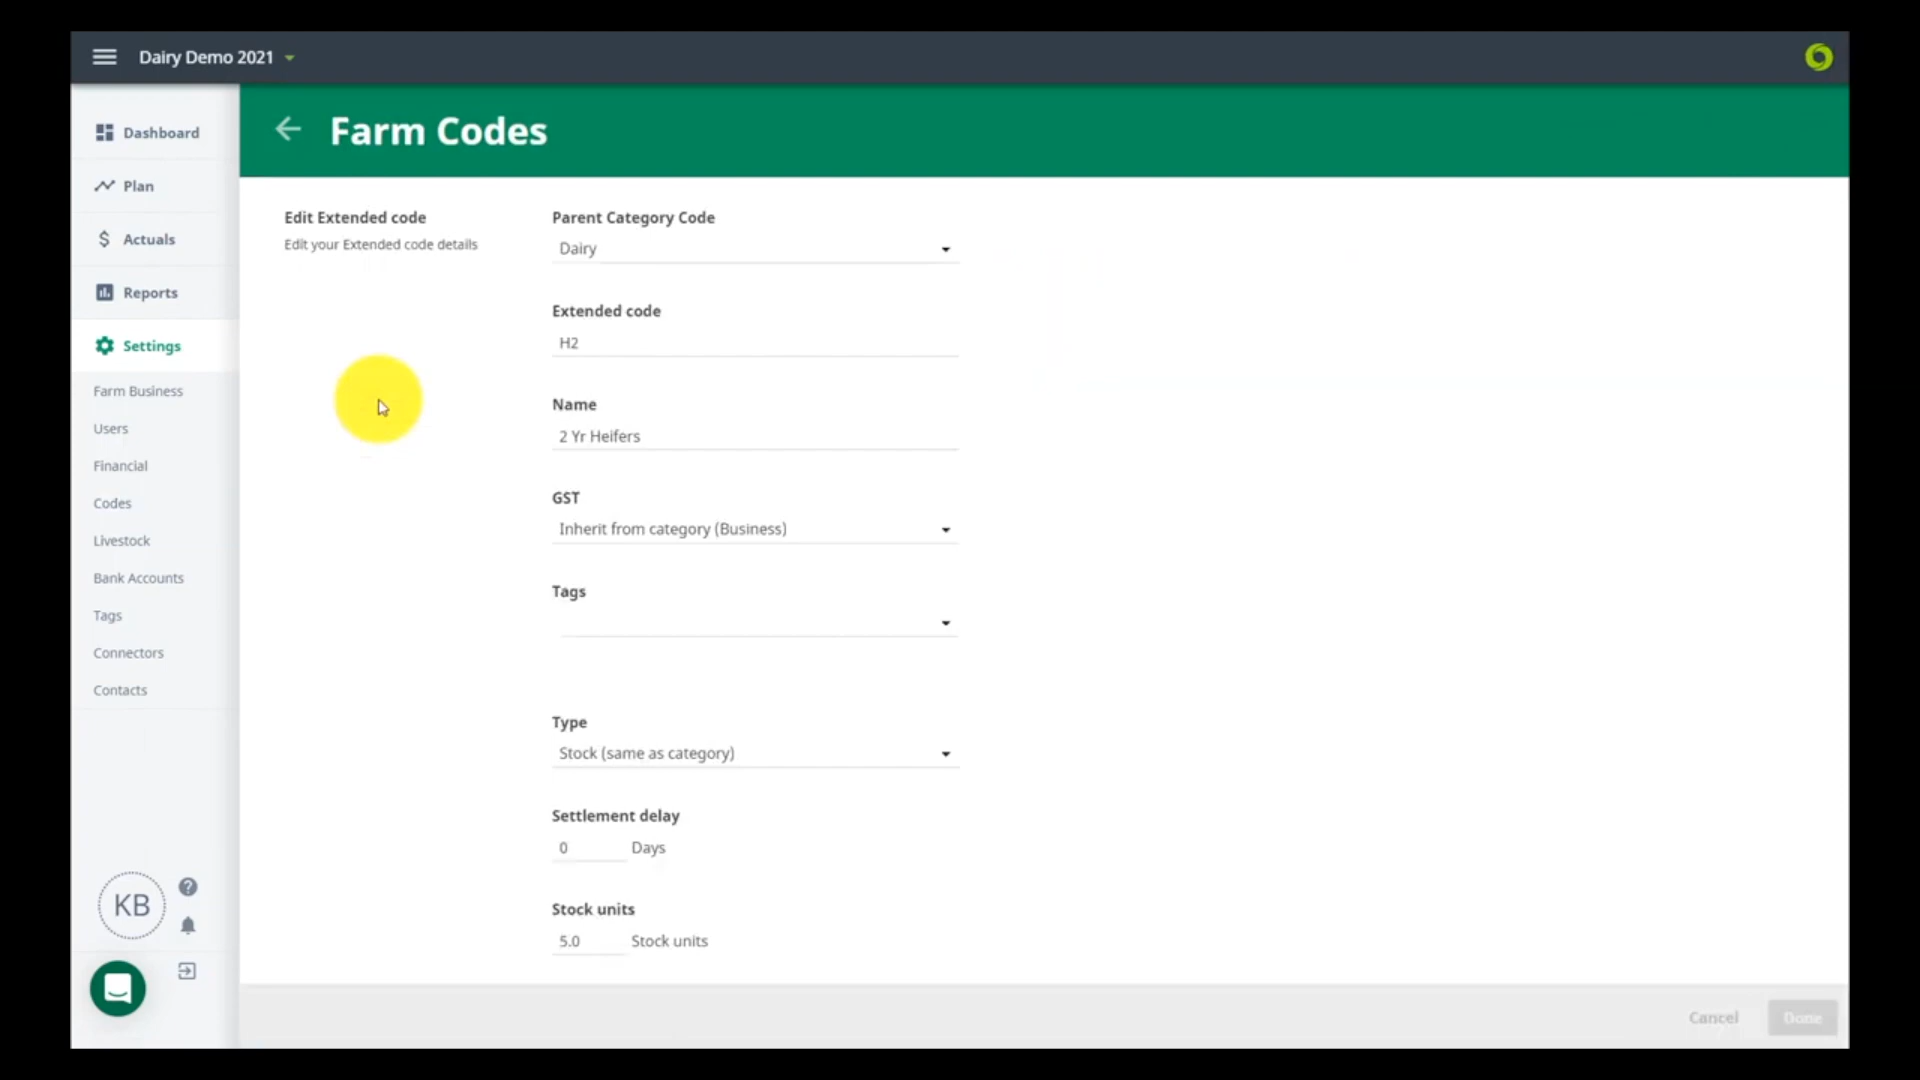 Dairy Demo 2021
Dashboard
Plan
Actuals
Reports
Settings
Farm Business
Users
Financial
Codes
Livestock
Bank Accounts
Tags
Connectors
Contacts
KB
Farm Codes
Edit Extended code
Edit your Extended code details
Parent Category Code
Dairy
Extended code
H2
Name
2 Yr Heifers
GST
Inherit from category (Business)
Tags
Type
Stock (same as category)
Settlement delay
0 Days
Stock units
5.0 Stock units
Cancel Done